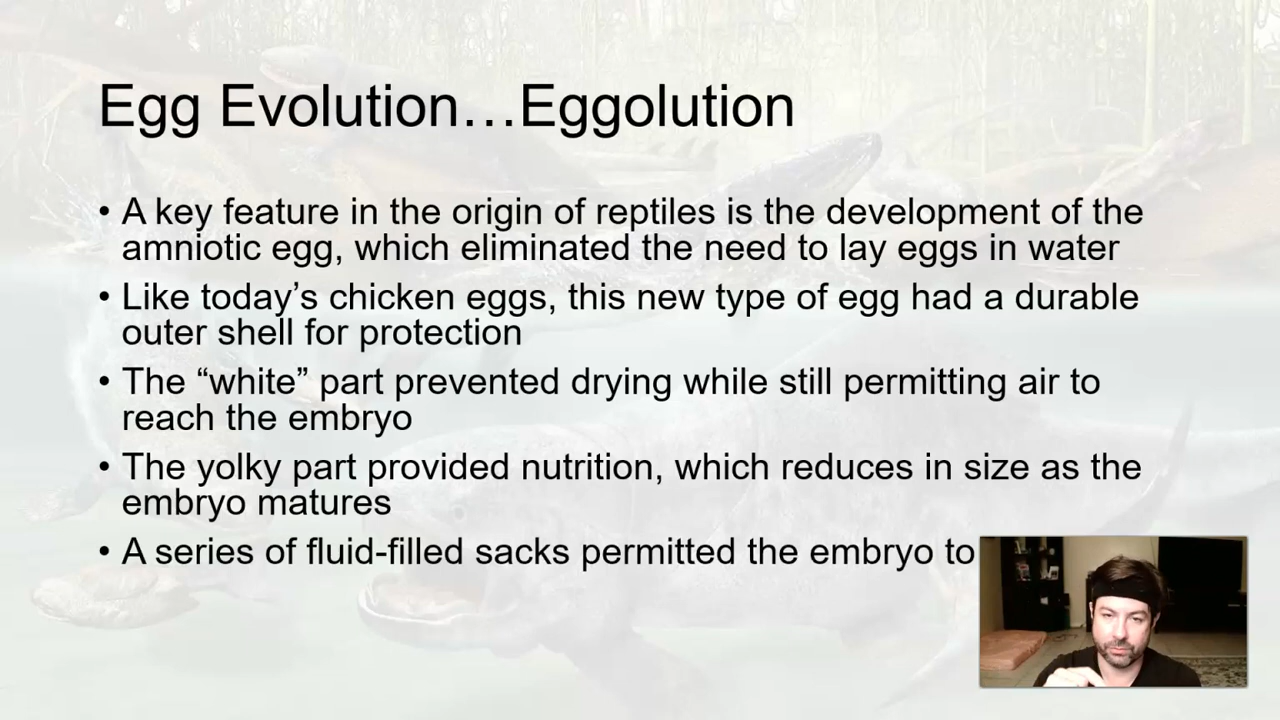 Egg Evolution…Eggolution
• A key feature in the origin of reptiles is the development of the
amniotic egg, which eliminated the need to lay eggs in water
• Like today’s chicken eggs, this new type of egg had a durable
outer shell for protection
• The “white” part prevented drying while still permitting air to
reach the embryo
• The yolky part provided nutrition, which reduces in size as the
embryo matures
• A series of fluid-filled sacks permitted the embryo to